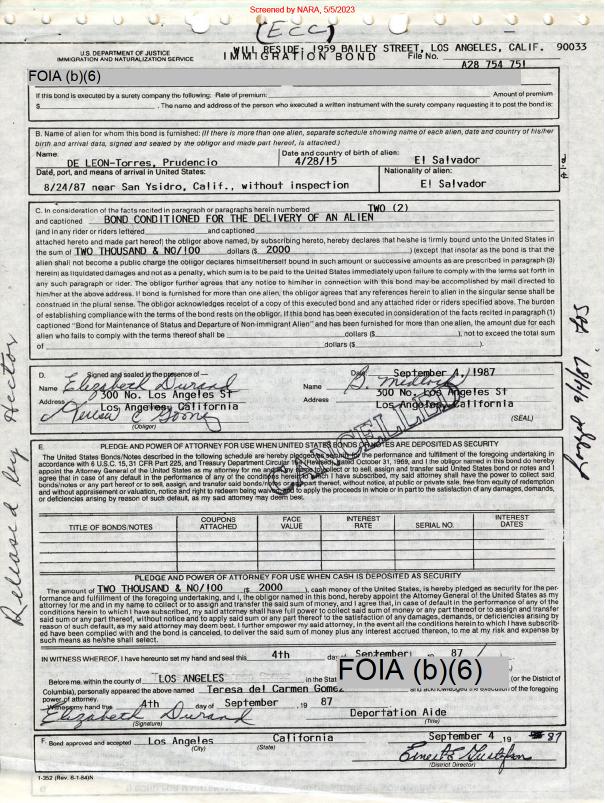 Screened by NARA, 5/5/2023
(ECC)
WILL RESIDE: 1959 BAILEY STREET, LOS ANGELES, CALIF. 90033
U.S. DEPARTMENT OF JUSTICE
IMMIGRATION AND NATURALIZATION SERVICE
IMMIGRATION BOND
File No. A28 754 751
FOIA (b)(6)
If this bond is executed by a surety company the following: Rate of premium: Amount of premium
$ . The name and address of the person who executed a written instrument with the surety company requesting it to post the bond is:
B. Name of alien for whom this bond is furnished: (If there is more than one alien, separate schedule showing name of each alien, date and country of his/her
birth and arrival data, signed and sealed by the obligor and made part hereof, is attached.)
Name: DE LEON-Torres, Prudencio
Date and country of birth of alien: 4/28/15 El Salvador
Date, port, and means of arrival in United States: 8/24/87 near San Ysidro, Calif., without inspection
Nationality of alien: El Salvador
C. In consideration of the facts recited in paragraph or paragraphs herein numbered TWO (2)
and captioned BOND CONDITIONED FOR THE DELIVERY OF AN ALIEN
(and in any rider or riders lettered and captioned
attached hereto and made part hereof) the obligor above named, by subscribing hereto, hereby declares that he/she is firmly bound unto the United States in
the sum of TWO THOUSAND & NO/100 dollars ($ 2000 ) (except that insofar as the bond is that the
alien shall not become a public charge the obligor declares himself/herself bound in such amount or successive amounts as are prescribed in paragraph (3)
herein) as liquidated damages and not as a penalty, which sum is to be paid to the United States immediately upon failure to comply with the terms set forth in
any such paragraph or rider. The obligor further agrees that any notice to him/her in connection with this bond may be accomplished by mail directed to
him/her at the above address. If bond is furnished for more than one alien, the obligor agrees that any references herein to alien in the singular shall be
construed in the plural sense. The obligor acknowledges receipt of a copy of this executed bond and any attached rider or riders specified above. The burden
of establishing compliance with the terms of the bond rests on the obligor. If this bond has been executed in consideration of the facts recited in paragraph (1)
captioned "Bond for Maintenance of Status and Departure of Non-immigrant Alien" and has been furnished for more than one alien, the amount due for each
alien who fails to comply with the terms thereof shall be dollars ($ ), not to exceed the total sum
of dollars ($ ).
D. Signed and sealed in the presence of—
Date September 4, 1987
Name Elizabeth Durand
Name B. Medlock
Address 300 No. Los Angeles St
Los Angeles, California
Address 300 No. Los Angeles St
Los Angeles, California
Teresa C Gomez
(Obligor)
(SEAL)
CANCELLED
E. PLEDGE AND POWER OF ATTORNEY FOR USE WHEN UNITED STATES BONDS OR NOTES ARE DEPOSITED AS SECURITY
The United States Bonds/Notes described in the following schedule are hereby pledged as security for the performance and fulfillment of the foregoing undertaking in
accordance with 6 U.S.C. 15, 31 CFR Part 225, and Treasury Department Circular 154 (Revised), dated October 31, 1969, and I the obligor named in this bond do hereby
appoint the Attorney General of the United States as my attorney for me and in my name to collect or to sell, assign and transfer said United States bond or notes and I
agree that in case of any default in the performance of any of the conditions herein to which I have subscribed, my said attorney shall have the power to collect said
bonds/notes or any part hereof or to sell, assign, and transfer said bonds/notes or any part thereof, without notice, at public or private sale, free from equity of redemption
and without appraisement or valuation, notice and right to redeem being waived and to apply the proceeds in whole or in part to the satisfaction of any damages, demands,
or deficiencies arising by reason of such default, as my said attorney may deem best.
TITLE OF BONDS/NOTES COUPONS ATTACHED FACE VALUE INTEREST RATE SERIAL NO. INTEREST DATES
PLEDGE AND POWER OF ATTORNEY FOR USE WHEN CASH IS DEPOSITED AS SECURITY
The amount of TWO THOUSAND & NO/100 ($ 2000 ), cash money of the United States, is hereby pledged as security for the per-
formance and fulfillment of the foregoing undertaking, and I, the obligor named in this bond, hereby appoint the Attorney General of the United States as my
attorney for me and in my name to collect or to assign and transfer the said sum of money, and I agree that, in case of default in the performance of any of the
conditions herein to which I have subscribed, my said attorney shall have full power to collect said sum of money or any part thereof or to assign and transfer
said sum or any part thereof, without notice and to apply said sum or any part thereof to the satisfaction of any damages, demands, or deficiencies arising by
reason of such default, as my said attorney may deem best. I further empower my said attorney, in the event all the conditions herein to which I have subscrib-
ed have been complied with and the bond is canceled, to deliver the said sum of money plus any interest accrued thereon, to me at my risk and expense by
such means as he/she shall select.
IN WITNESS WHEREOF, I have hereunto set my hand and seal this 4th day September 87
FOIA (b)(6)
Before me, within the county of LOS ANGELES in the Stat (or the District of
Columbia), personally appeared the above named Teresa del Carmen Gomez and acknowledged the execution of the foregoing
power of attorney.
Witness my hand this 4th day of September , 19 87
Elizabeth Durand
(Signature)
Deportation Aide
(Title)
F. Bond approved and accepted Los Angeles California September 4 19 87
(City) (State)
Ernest E Gustafson
(District Director)
I-352 (Rev. 8-1-84)N
Released by Hector
9/4/87